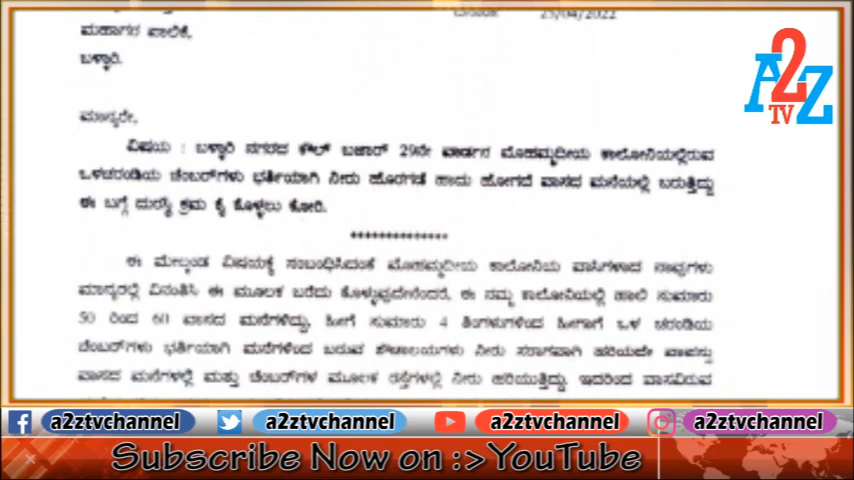 ದಿನಾಂಕ 25/04/2022
ಮಹಾನಗರ ಪಾಲಿಕೆ,
ಬಳ್ಳಾರಿ.
ಮಾನ್ಯರೇ,
ವಿಷಯ : ಬಳ್ಳಾರಿ ನಗರದ ಕೌಲ್ ಬಜಾರ್ 29ನೇ ವಾರ್ಡಿನ ಮೊಹಮ್ಮದೀಯ ಕಾಲೋನಿಯಲ್ಲಿರುವ
ಒಳಚರಂಡಿಯ ಚೆಂಬರ್‌ಗಳು ಭರ್ತಿಯಾಗಿ ನೀರು ಹೊರಗಡೆ ಹಾದು ಹೋಗದೆ ವಾಸದ ಮನೆಯಲ್ಲಿ ಬರುತ್ತಿದ್ದು
ಈ ಬಗ್ಗೆ ದುರಸ್ಥಿ ಕ್ರಮ ಕೈ ಕೊಳ್ಳಲು ಕೋರಿ.
***************
ಈ ಮೇಲ್ಕಂಡ ವಿಷಯಕ್ಕೆ ಸಂಬಂಧಿಸಿದಂತೆ ಮೊಹಮ್ಮದೀಯ ಕಾಲೋನಿಯ ವಾಸಿಗಳಾದ ನಾವುಗಳು
ಮಾನ್ಯರಲ್ಲಿ ವಿನಂತಿಸಿ ಈ ಮೂಲಕ ಬರೆದು ಕೊಳ್ಳುವುದೇನೆಂದರೆ, ಈ ನಮ್ಮ ಕಾಲೋನಿಯಲ್ಲಿ ಹಾಲಿ ಸುಮಾರು
50 ರಿಂದ 60 ವಾಸದ ಮನೆಗಳಿದ್ದು, ಹೀಗೆ ಸುಮಾರು 4 ತಿಂಗಳುಗಳಿಂದ ಹೀಗಾಗಿ ಒಳ ಚರಂಡಿಯ
ಚೆಂಬರ್‌ಗಳು ಭರ್ತಿಯಾಗಿ ಮನೆಗಳಿಂದ ಬರುವ ಶೌಚಾಲಯಗಳು ನೀರು ಸರಾಗವಾಗಿ ಹರಿಯದೇ ವಾಪಸ್ಸು
ವಾಸದ ಮನೆಗಳಲ್ಲಿ ಮತ್ತು ಚೆಂಬರ್‌ಗಳ ಮೂಲಕ ರಸ್ತೆಗಳಲ್ಲಿ ನೀರು ಹರಿಯುತ್ತಿದ್ದು. ಇದರಿಂದ ವಾಸವಿರುವ
A2Z
TV
a2ztvchannel a2ztvchannel a2ztvchannel a2ztvchannel
Subscribe Now on :> YouTube